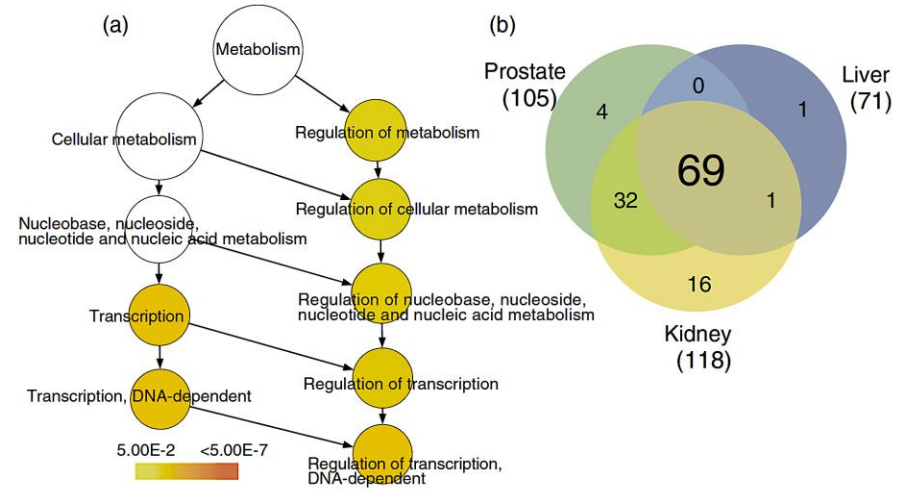 (a)
Metabolism
Cellular metabolism
Regulation of metabolism
Regulation of cellular metabolism
Nucleobase, nucleoside,
nucleotide and nucleic acid metabolism
Regulation of nucleobase, nucleoside,
nucleotide and nucleic acid metabolism
Transcription
Regulation of transcription
Transcription, DNA-dependent
Regulation of transcription,
DNA-dependent
5.00E-2 <5.00E-7
(b)
Prostate
(105)
Liver
(71)
0
4
1
69
32
1
16
Kidney
(118)